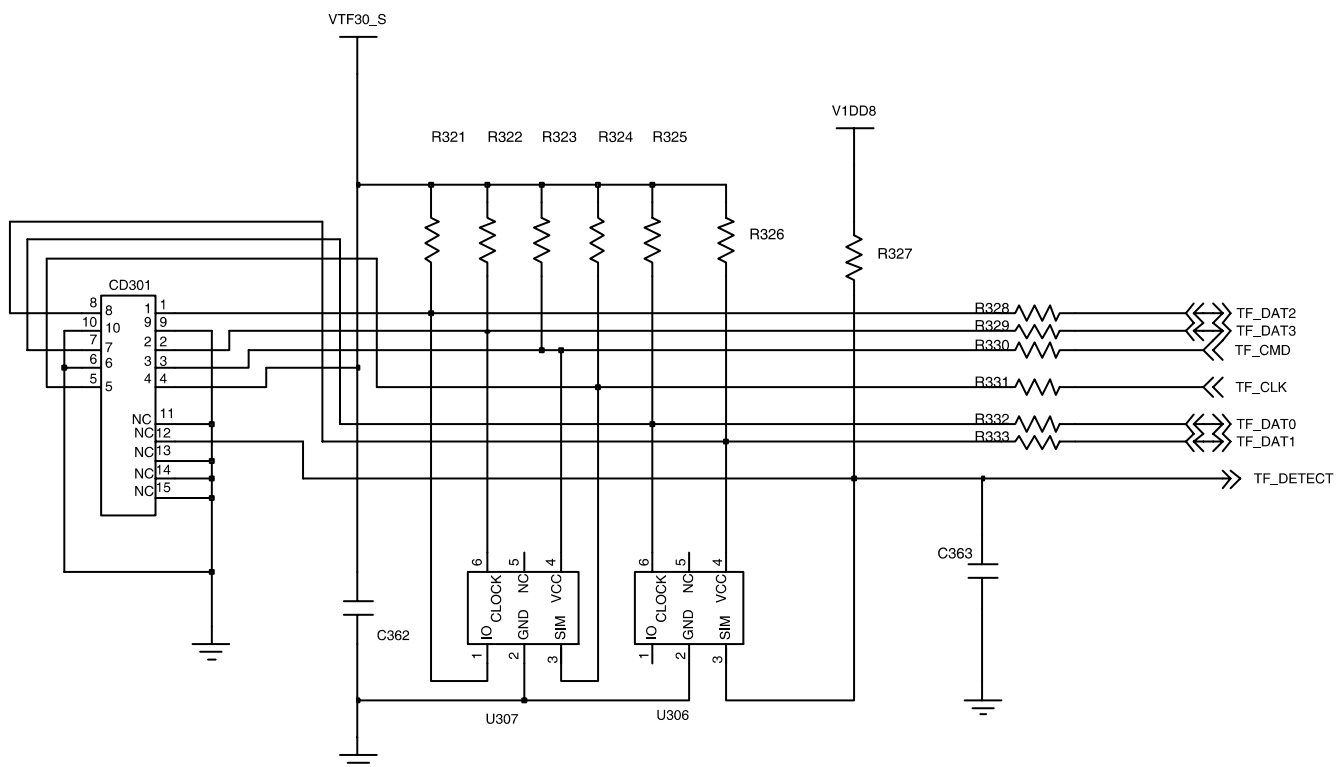 VTF30_S
V1DD8
R321 R322 R323 R324 R325
R326
R327
CD301
8 8 1 1
10 10 9 9
7 7 2 2
6 6 3 3
5 5 4 4
NC 11
NC 12
NC 13
NC 14
NC 15
R328 TF_DAT2
R329 TF_DAT3
R330 TF_CMD
R331 TF_CLK
R332 TF_DAT0
R333 TF_DAT1
TF_DETECT
C363
C362
6 5 4
CLOCK NC VCC
IO GND SIM
1 2 3
U307
6 5 4
CLOCK NC VCC
IO GND SIM
1 2 3
U306